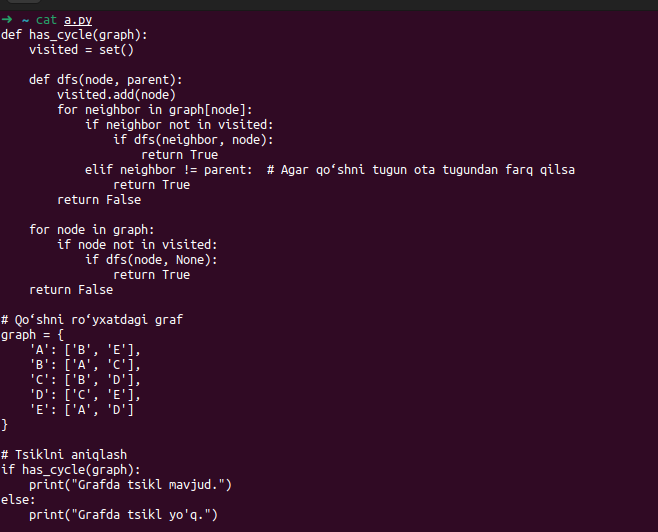 ➜ ~ cat a.py
def has_cycle(graph):
    visited = set()

    def dfs(node, parent):
        visited.add(node)
        for neighbor in graph[node]:
            if neighbor not in visited:
                if dfs(neighbor, node):
                    return True
            elif neighbor != parent:  # Agar qo‘shni tugun ota tugundan farq qilsa
                return True
        return False

    for node in graph:
        if node not in visited:
            if dfs(node, None):
                return True
    return False

# Qo‘shni ro‘yxatdagi graf
graph = {
    'A': ['B', 'E'],
    'B': ['A', 'C'],
    'C': ['B', 'D'],
    'D': ['C', 'E'],
    'E': ['A', 'D']
}

# Tsiklni aniqlash
if has_cycle(graph):
    print("Grafda tsikl mavjud.")
else:
    print("Grafda tsikl yo'q.")